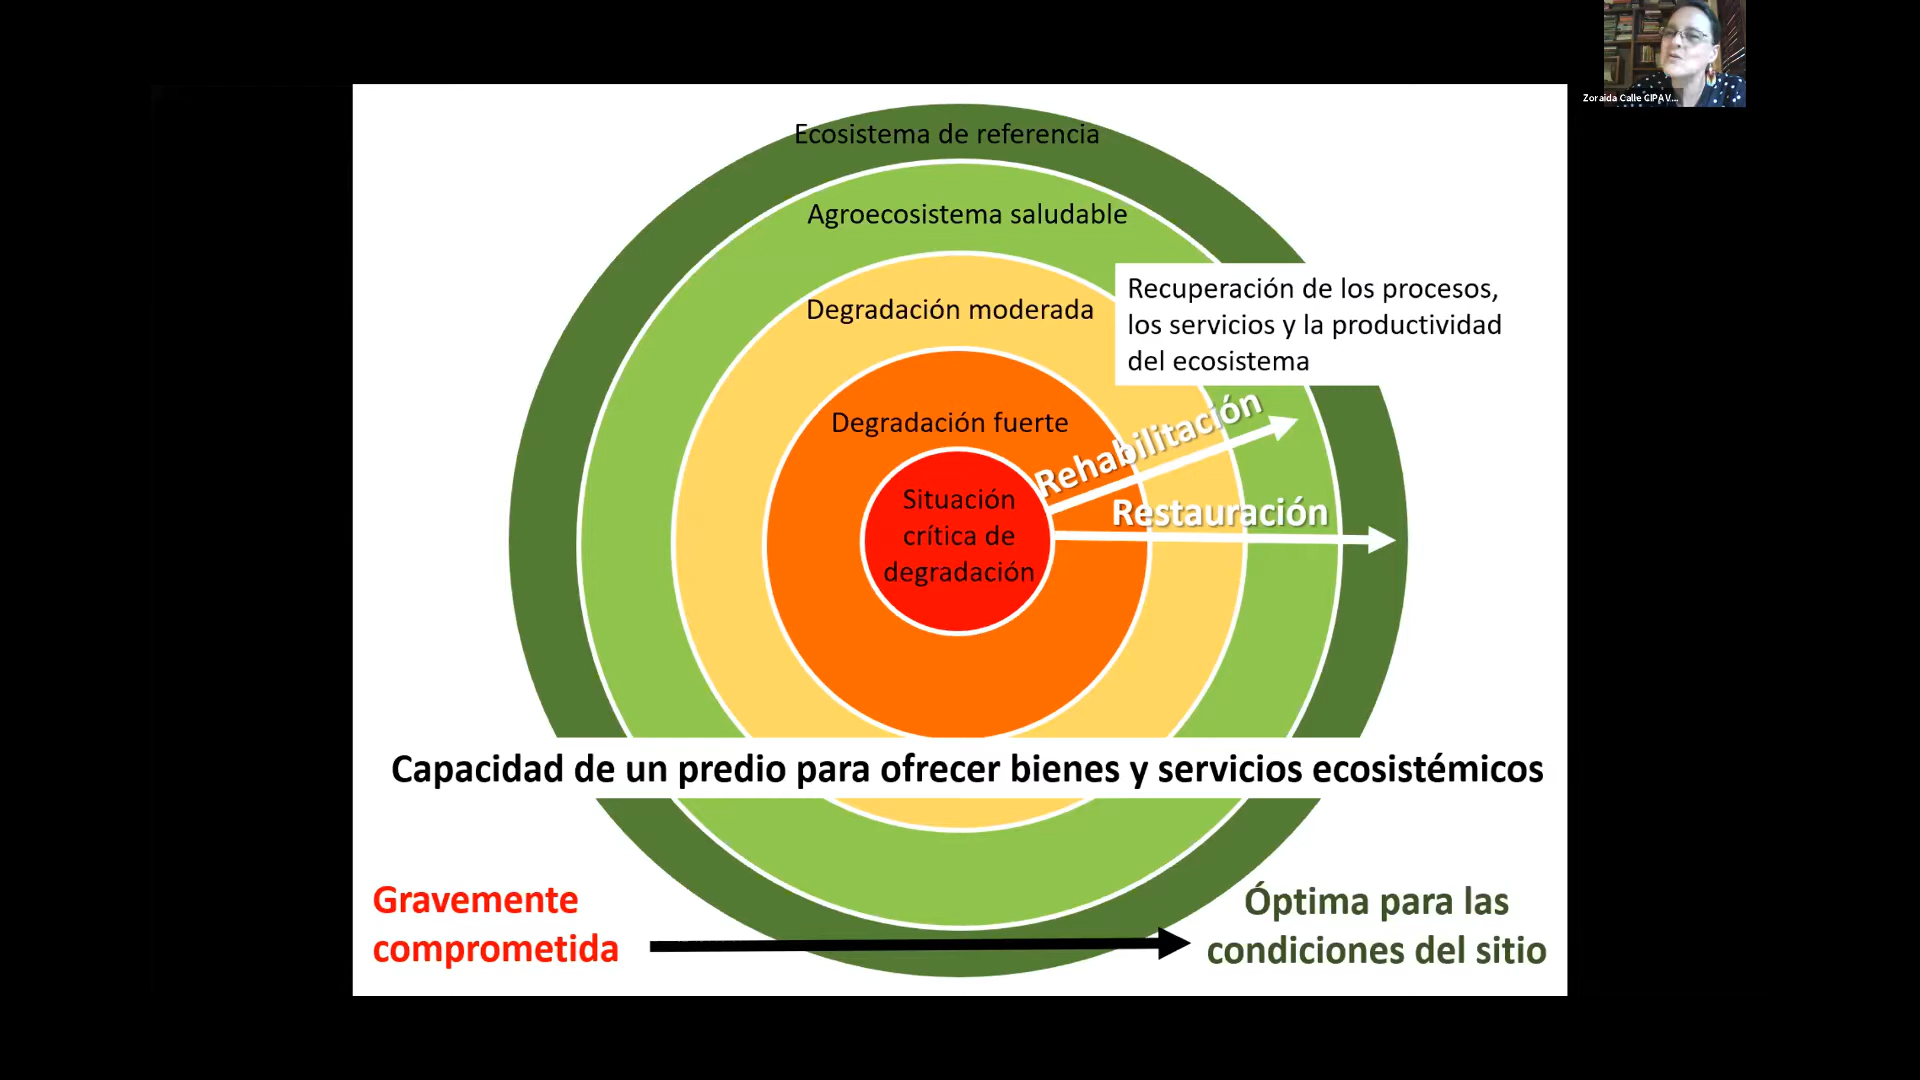 Zoraida Calle CIPAV...
Ecosistema de referencia
Agroecosistema saludable
Degradación moderada
Recuperación de los procesos,
los servicios y la productividad
del ecosistema
Degradación fuerte
Rehabilitación
Restauración
Situación
crítica de
degradación
Capacidad de un predio para ofrecer bienes y servicios ecosistémicos
Gravemente
comprometida
Óptima para las
condiciones del sitio